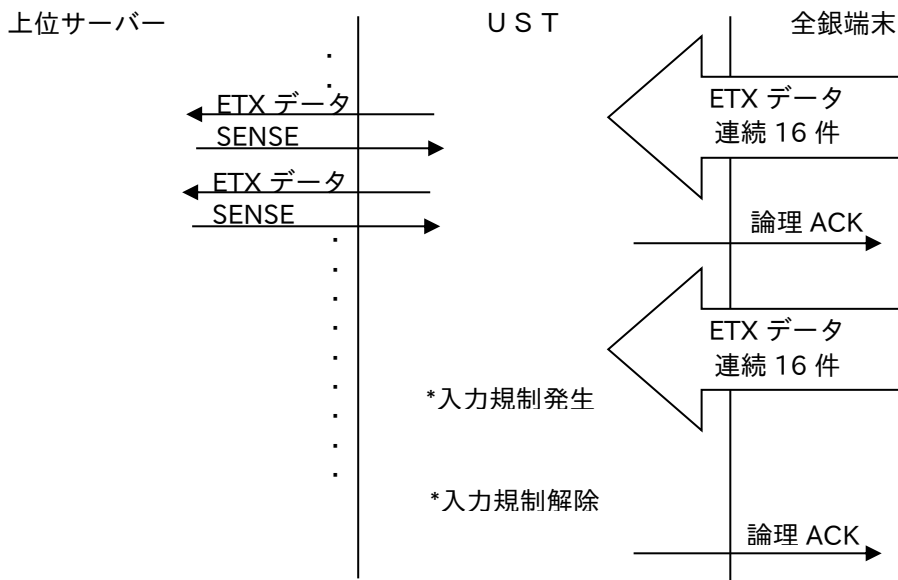 上位サーバー
ＵＳＴ
全銀端末
ETX データ
SENSE
ETX データ
SENSE
ETX データ
連続 16 件
論理 ACK
ETX データ
連続 16 件
*入力規制発生
*入力規制解除
論理 ACK